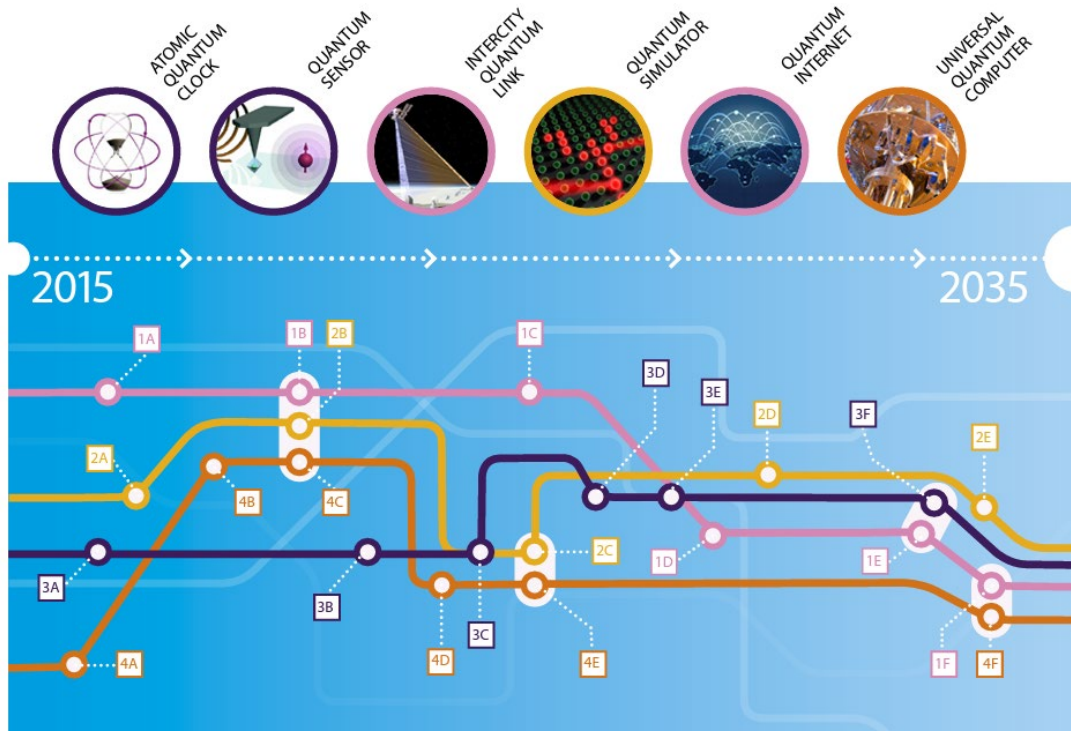 ATOMIC
QUANTUM
CLOCK
QUANTUM
SENSOR
INTERCITY
QUANTUM
LINK
QUANTUM
SIMULATOR
QUANTUM
INTERNET
UNIVERSAL
QUANTUM
COMPUTER
2015
2035
1A
1B
2B
1C
3D
3E
2D
3F
2E
2A
4B
4C
2C
1D
1E
3A
3B
3C
4A
4D
4E
1F
4F